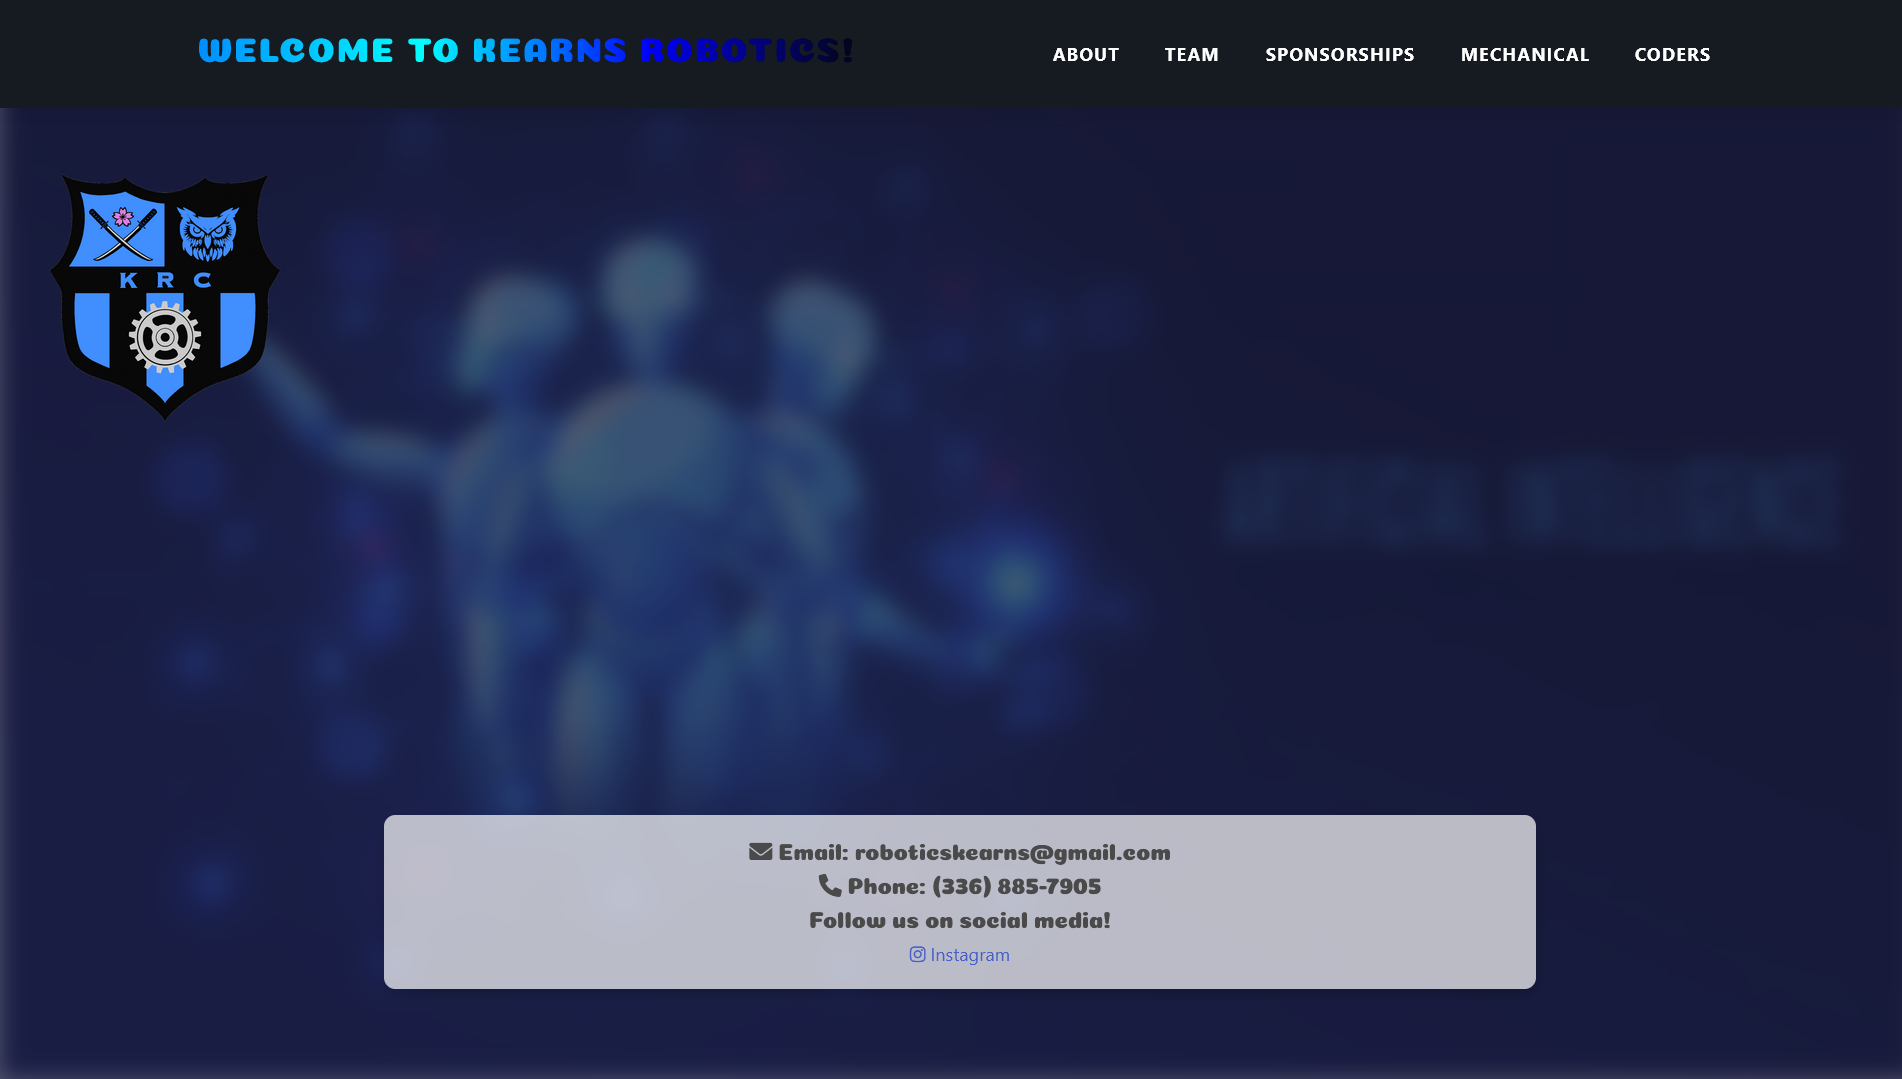 WELCOME TO KEARNS ROBOTICS!
ABOUT TEAM SPONSORSHIPS MECHANICAL CODERS
K R C
Email: roboticskearns@gmail.com
Phone: (336) 885-7905
Follow us on social media!
Instagram